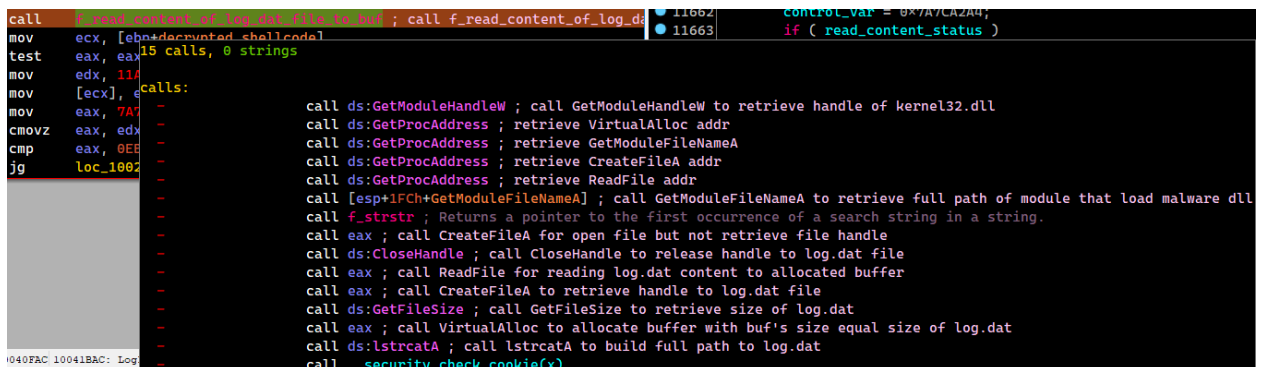 call f_read_content_of_log_dat_file_to_buf ; call f_read_content_of_log_da
11662 control_var = 0x7A7CA2A4;
mov ecx, [ebp+decrypted_shellcode]
11663 if ( read_content_status )
test eax, eax
15 calls, 0 strings
mov edx, 11A
mov [ecx], e
calls:
mov eax, 7A7
call ds:GetModuleHandleW ; call GetModuleHandleW to retrieve handle of kernel32.dll
cmovz eax, edx
call ds:GetProcAddress ; retrieve VirtualAlloc addr
cmp eax, 0EE
call ds:GetProcAddress ; retrieve GetModuleFileNameA
jg loc_1002
call ds:GetProcAddress ; retrieve CreateFileA addr
call ds:GetProcAddress ; retrieve ReadFile addr
call [esp+1FCh+GetModuleFileNameA] ; call GetModuleFileNameA to retrieve full path of module that load malware dll
call f_strstr ; Returns a pointer to the first occurrence of a search string in a string.
call eax ; call CreateFileA for open file but not retrieve file handle
call ds:CloseHandle ; call CloseHandle to release handle to log.dat file
call eax ; call ReadFile for reading log.dat content to allocated buffer
call eax ; call CreateFileA to retrieve handle to log.dat file
call ds:GetFileSize ; call GetFileSize to retrieve size of log.dat
call eax ; call VirtualAlloc to allocate buffer with buf's size equal size of log.dat
call ds:lstrcatA ; call lstrcatA to build full path to log.dat
040FAC 10041BAC: Log
call __security_check_cookie(x)